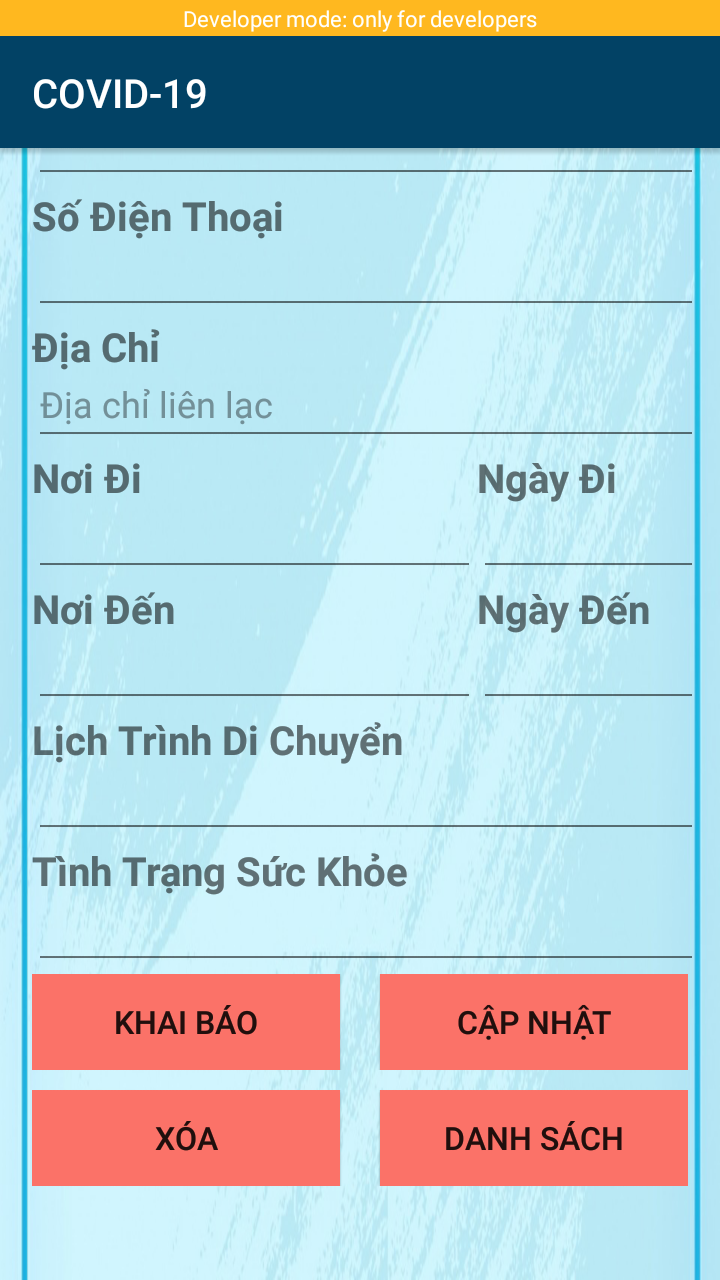 Developer mode: only for developers
COVID-19
Số Điện Thoại
Địa Chỉ
Địa chỉ liên lạc
Nơi Đi Ngày Đi
Nơi Đến Ngày Đến
Lịch Trình Di Chuyển
Tình Trạng Sức Khỏe
KHAI BÁO CẬP NHẬT
XÓA DANH SÁCH